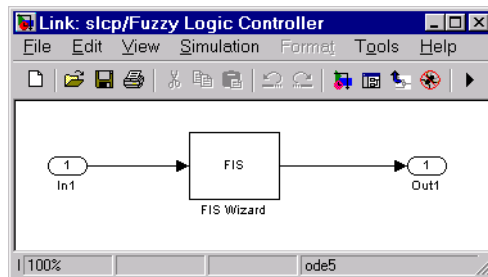 Link: slcp/Fuzzy Logic Controller
File Edit View Simulation Format Tools Help
1 FIS 1
In1 Out1
FIS Wizard
100% ode5